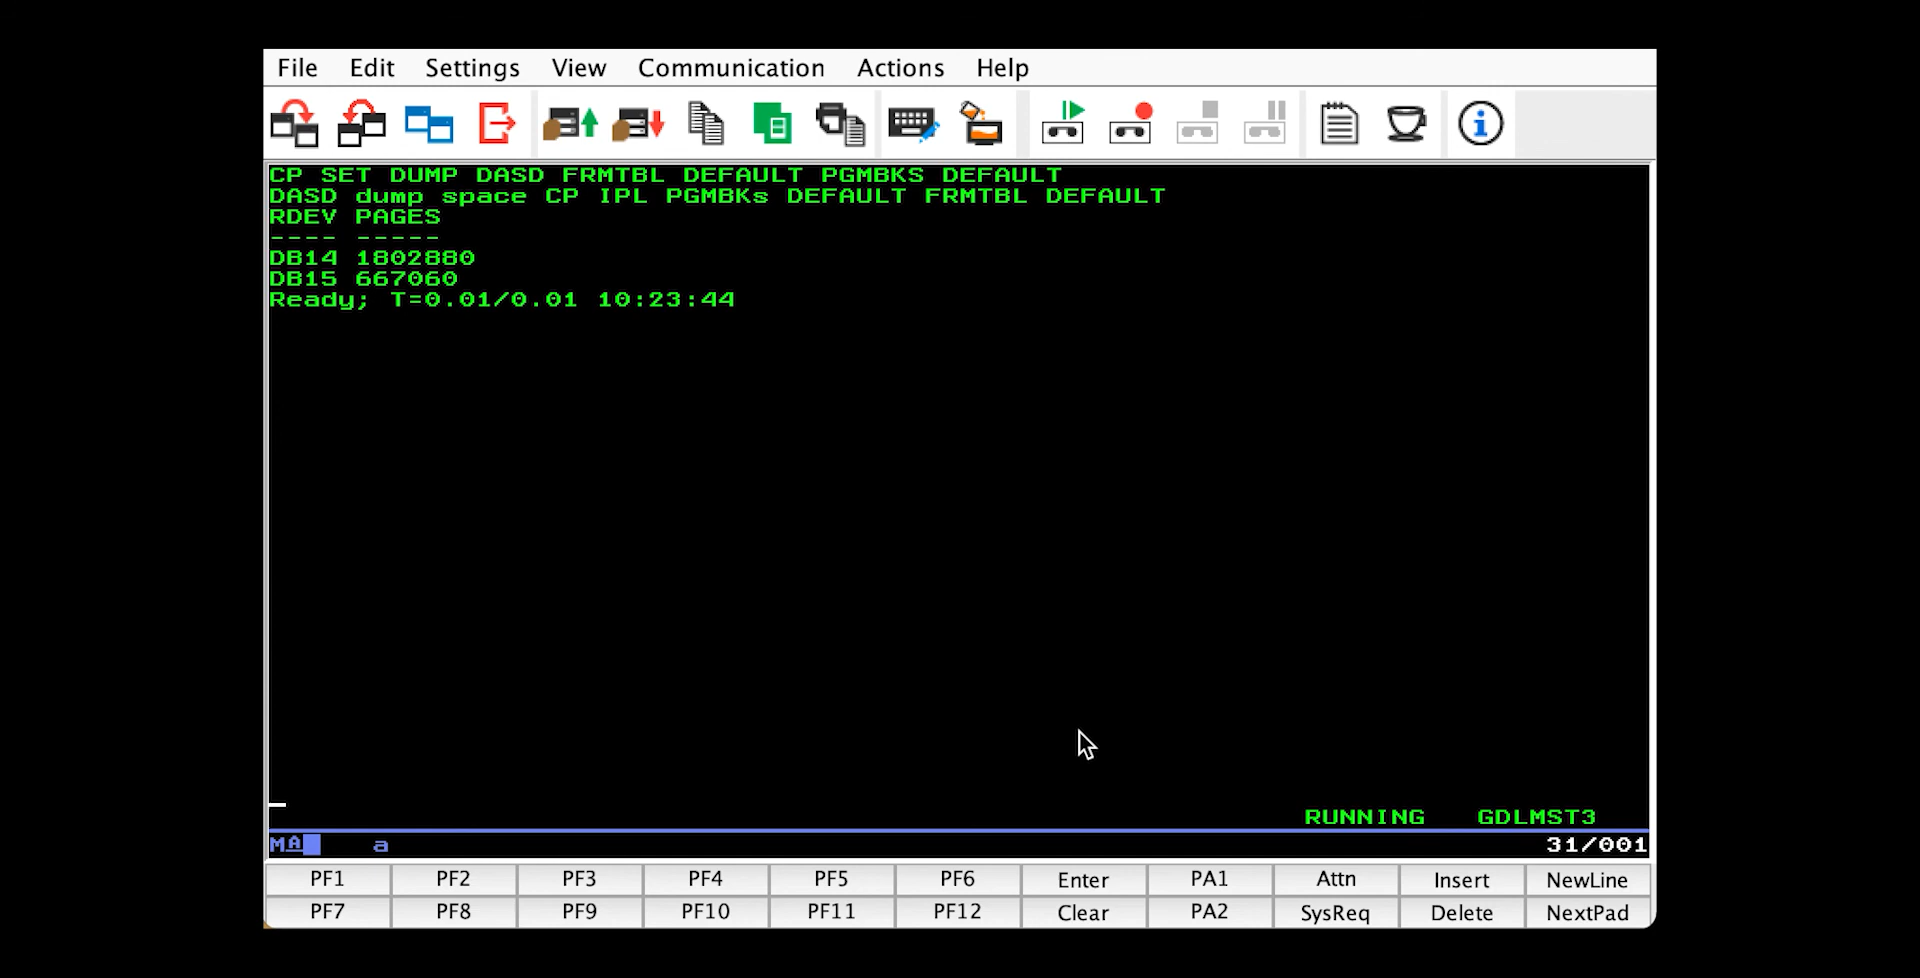 File Edit Settings View Communication Actions Help
CP SET DUMP DASD FRMTBL DEFAULT PGMBKS DEFAULT
DASD dump space CP IPL PGMBKs DEFAULT FRMTBL DEFAULT
RDEV PAGES
---- -----
DB14 1802880
DB15 667060
Ready; T=0.01/0.01 10:23:44
RUNNING GDLMST3
MA a 31/001
PF1 PF2 PF3 PF4 PF5 PF6 Enter PA1 Attn Insert NewLine
PF7 PF8 PF9 PF10 PF11 PF12 Clear PA2 SysReq Delete NextPad